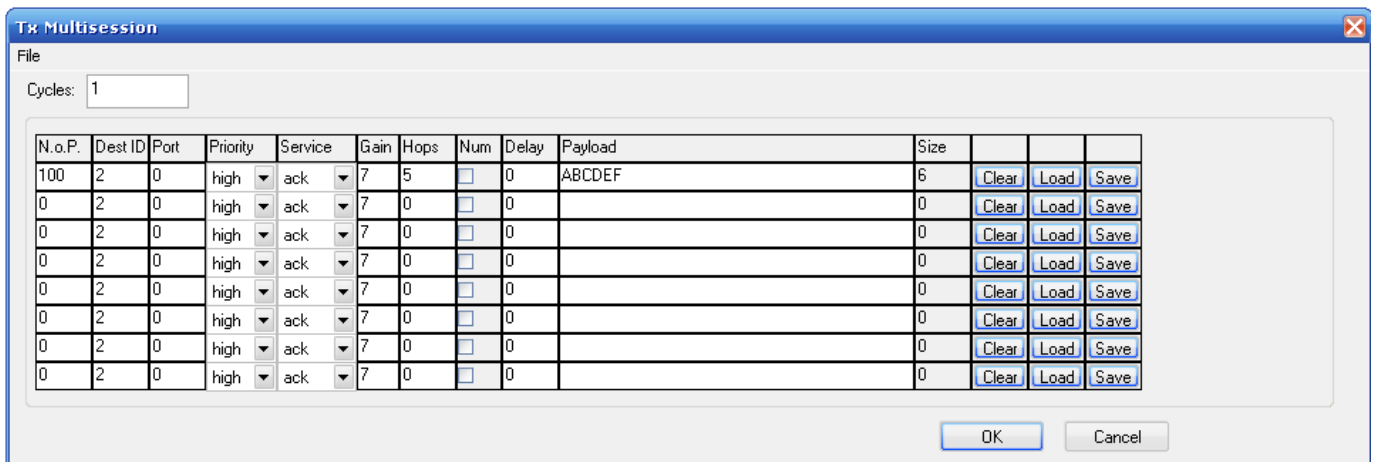 Tx Multisession
File
Cycles: 1
N.o.P. Dest ID Port Priority Service Gain Hops Num Delay Payload Size
100 2 0 high ack 7 5 0 ABCDEF 6 Clear Load Save
0 2 0 high ack 7 0 0 0 Clear Load Save
0 2 0 high ack 7 0 0 0 Clear Load Save
0 2 0 high ack 7 0 0 0 Clear Load Save
0 2 0 high ack 7 0 0 0 Clear Load Save
0 2 0 high ack 7 0 0 0 Clear Load Save
0 2 0 high ack 7 0 0 0 Clear Load Save
0 2 0 high ack 7 0 0 0 Clear Load Save
OK Cancel